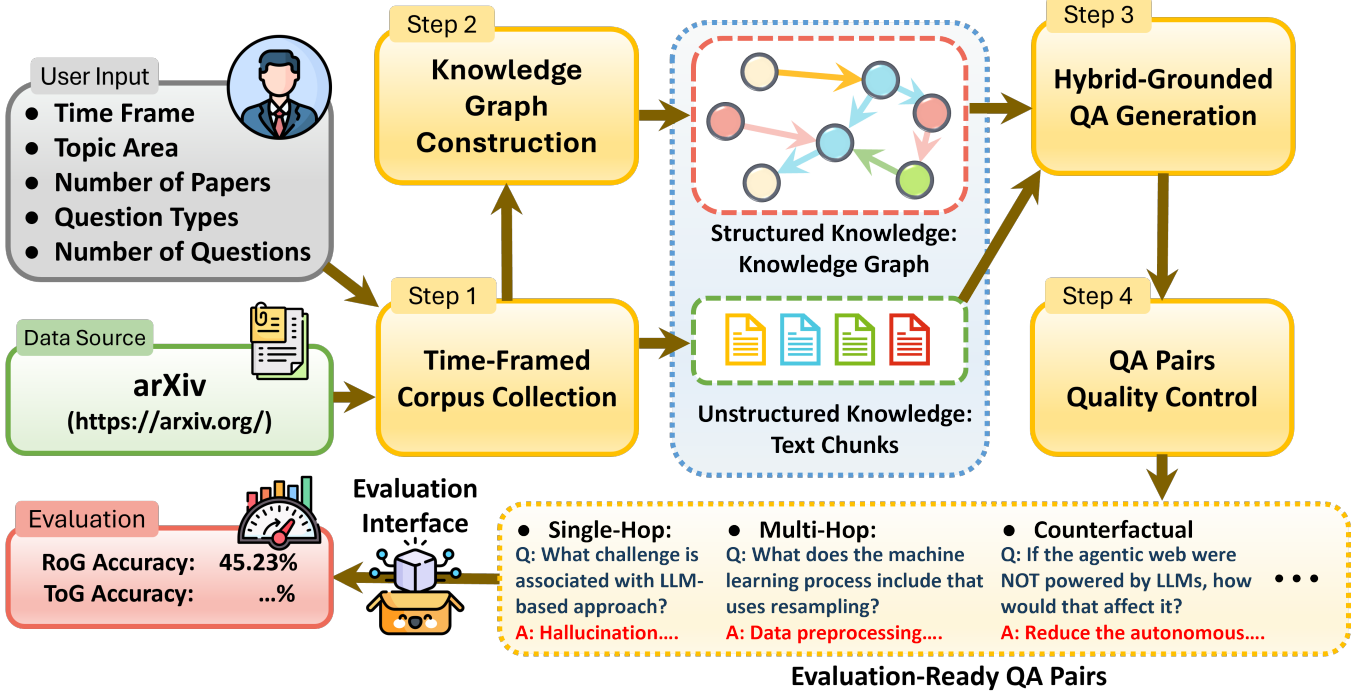 User Input
● Time Frame
● Topic Area
● Number of Papers
● Question Types
● Number of Questions
Data Source
arXiv
(https://arxiv.org/)
Step 1
Time-Framed
Corpus Collection
Step 2
Knowledge
Graph
Construction
Structured Knowledge:
Knowledge Graph
Unstructured Knowledge:
Text Chunks
Step 3
Hybrid-Grounded
QA Generation
Step 4
QA Pairs
Quality Control
● Single-Hop:
Q: What challenge is
associated with LLM-
based approach?
A: Hallucination....
● Multi-Hop:
Q: What does the machine
learning process include that
uses resampling?
A: Data preprocessing....
● Counterfactual
Q: If the agentic web were
NOT powered by LLMs, how
would that affect it?
A: Reduce the autonomous....
• • •
Evaluation-Ready QA Pairs
Evaluation
Interface
Evaluation
RoG Accuracy: 45.23%
ToG Accuracy: ...%